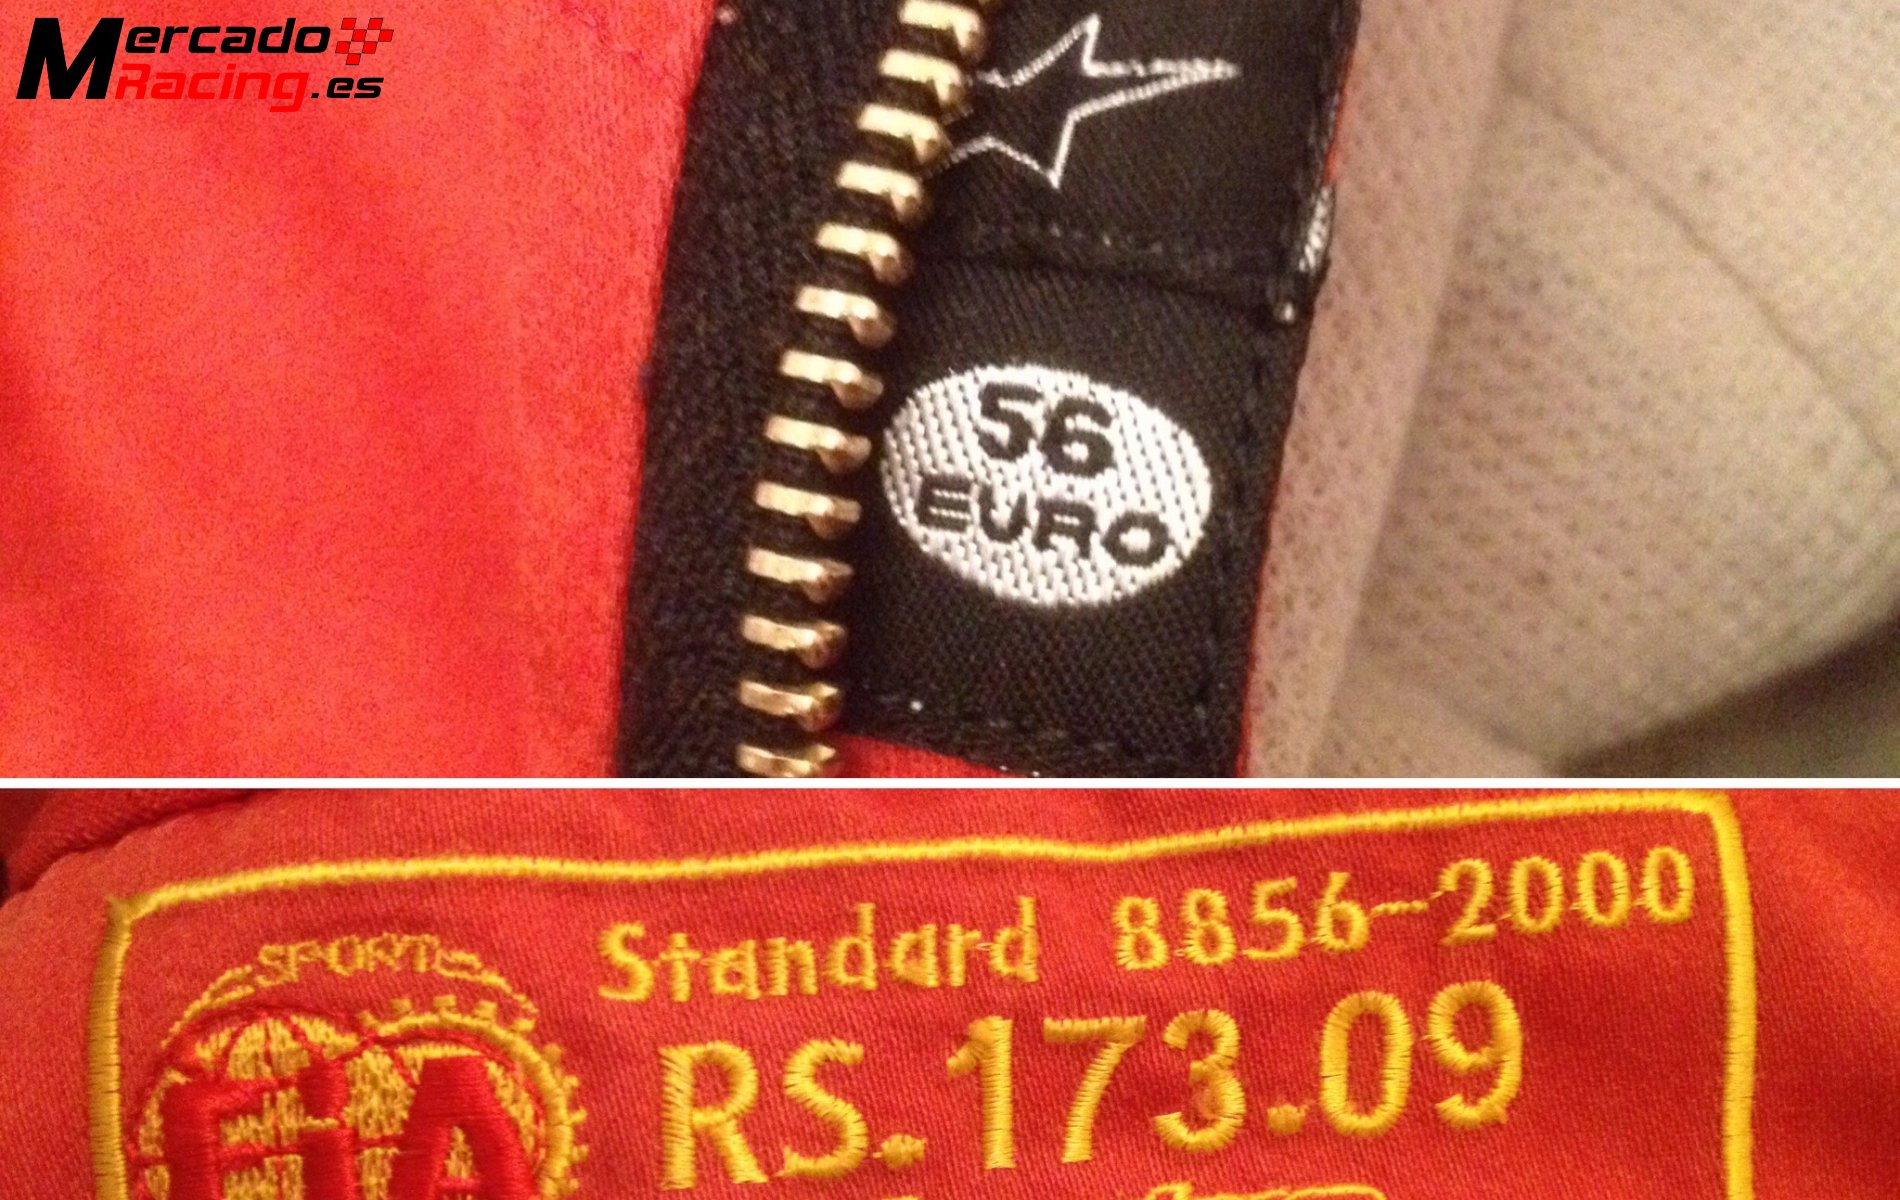 Mercado
Racing.es
56
EURO
SPORT
Standard 8856-2000
FIA
RS.173.09